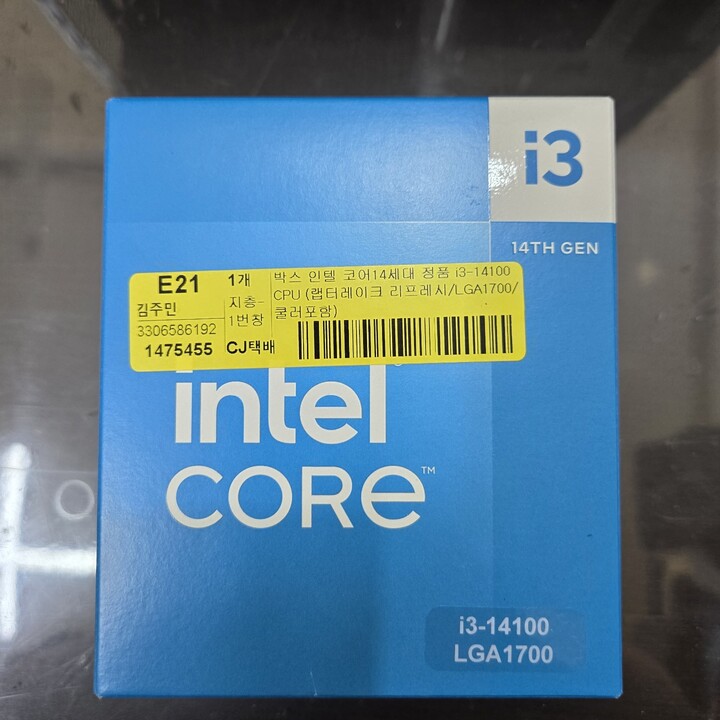 i3
14TH GEN
E21
김주민
3306586192
1475455
1개
지층-
1번창
CJ택배
박스 인텔 코어14세대 정품 i3-14100
CPU (랩터레이크 리프레시/LGA1700/
쿨러포함)
intel
CORE™
i3-14100
LGA1700